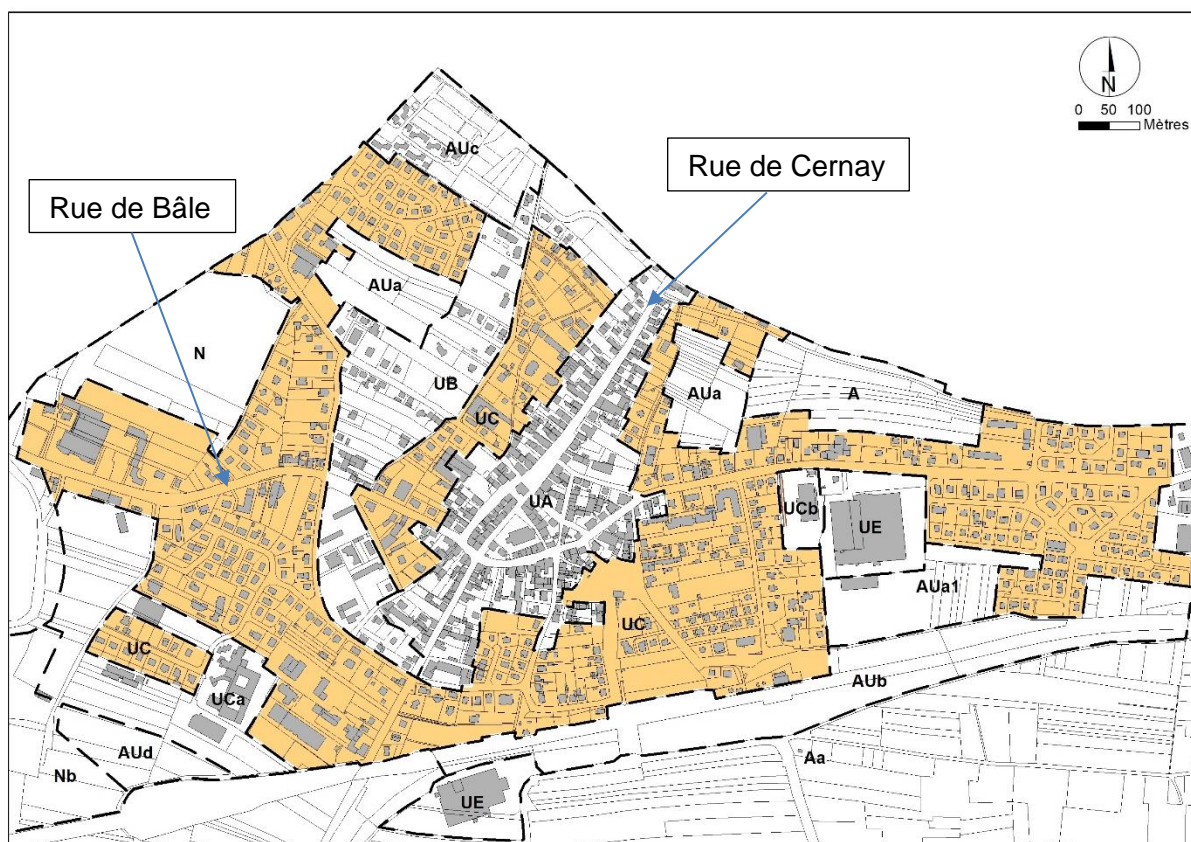 N
0 50 100
Mètres
AUc
Rue de Cernay
Rue de Bâle
AUa
N
UB
AUa
A
UC
UA
UCb
UE
AUa1
UC
UC
AUb
UCa
AUd
Aa
Nb
UE